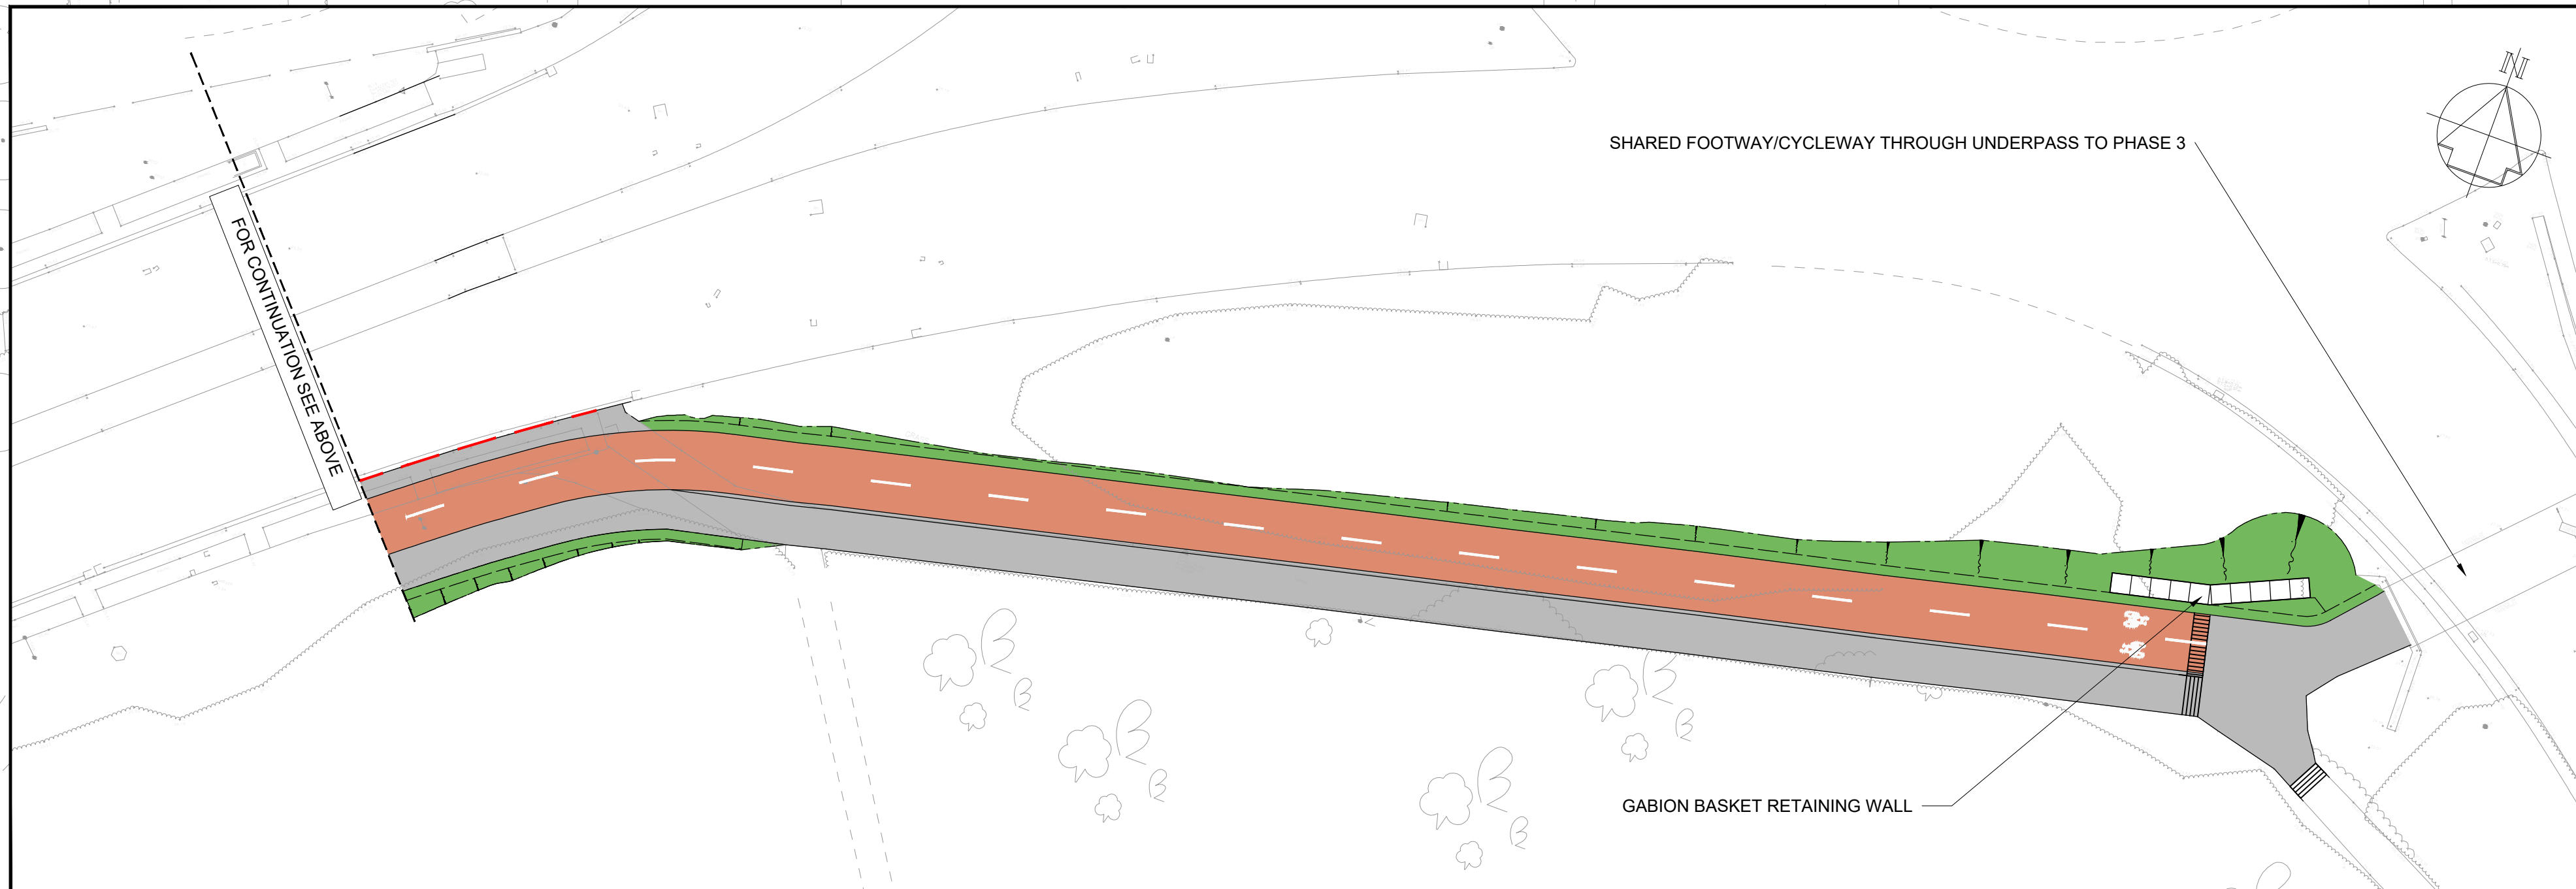 SHARED FOOTWAY/CYCLEWAY THROUGH UNDERPASS TO PHASE 3
N
FOR CONTINUATION SEE ABOVE
GABION BASKET RETAINING WALL